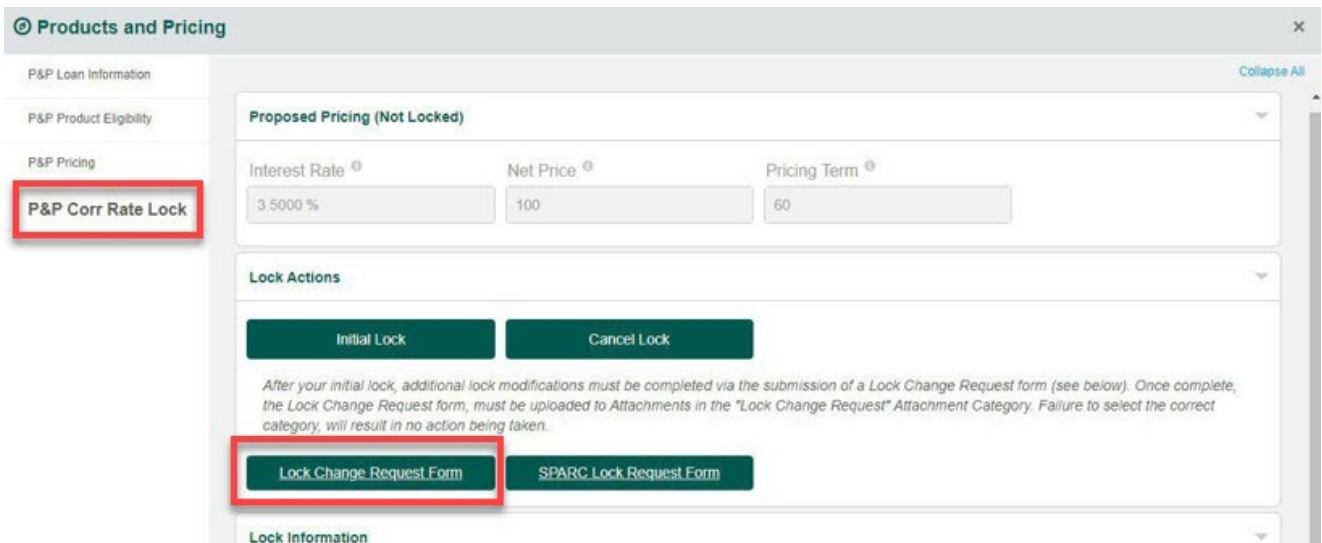 Products and Pricing
P&P Loan Information
P&P Product Eligibility
P&P Pricing
P&P Corr Rate Lock
Collapse All
Proposed Pricing (Not Locked)
Interest Rate
Net Price
Pricing Term
3.5000 %
100
60
Lock Actions
Initial Lock
Cancel Lock
After your initial lock, additional lock modifications must be completed via the submission of a Lock Change Request form (see below). Once complete,
the Lock Change Request form, must be uploaded to Attachments in the "Lock Change Request" Attachment Category. Failure to select the correct
category, will result in no action being taken.
Lock Change Request Form
SPARC Lock Request Form
Lock Information